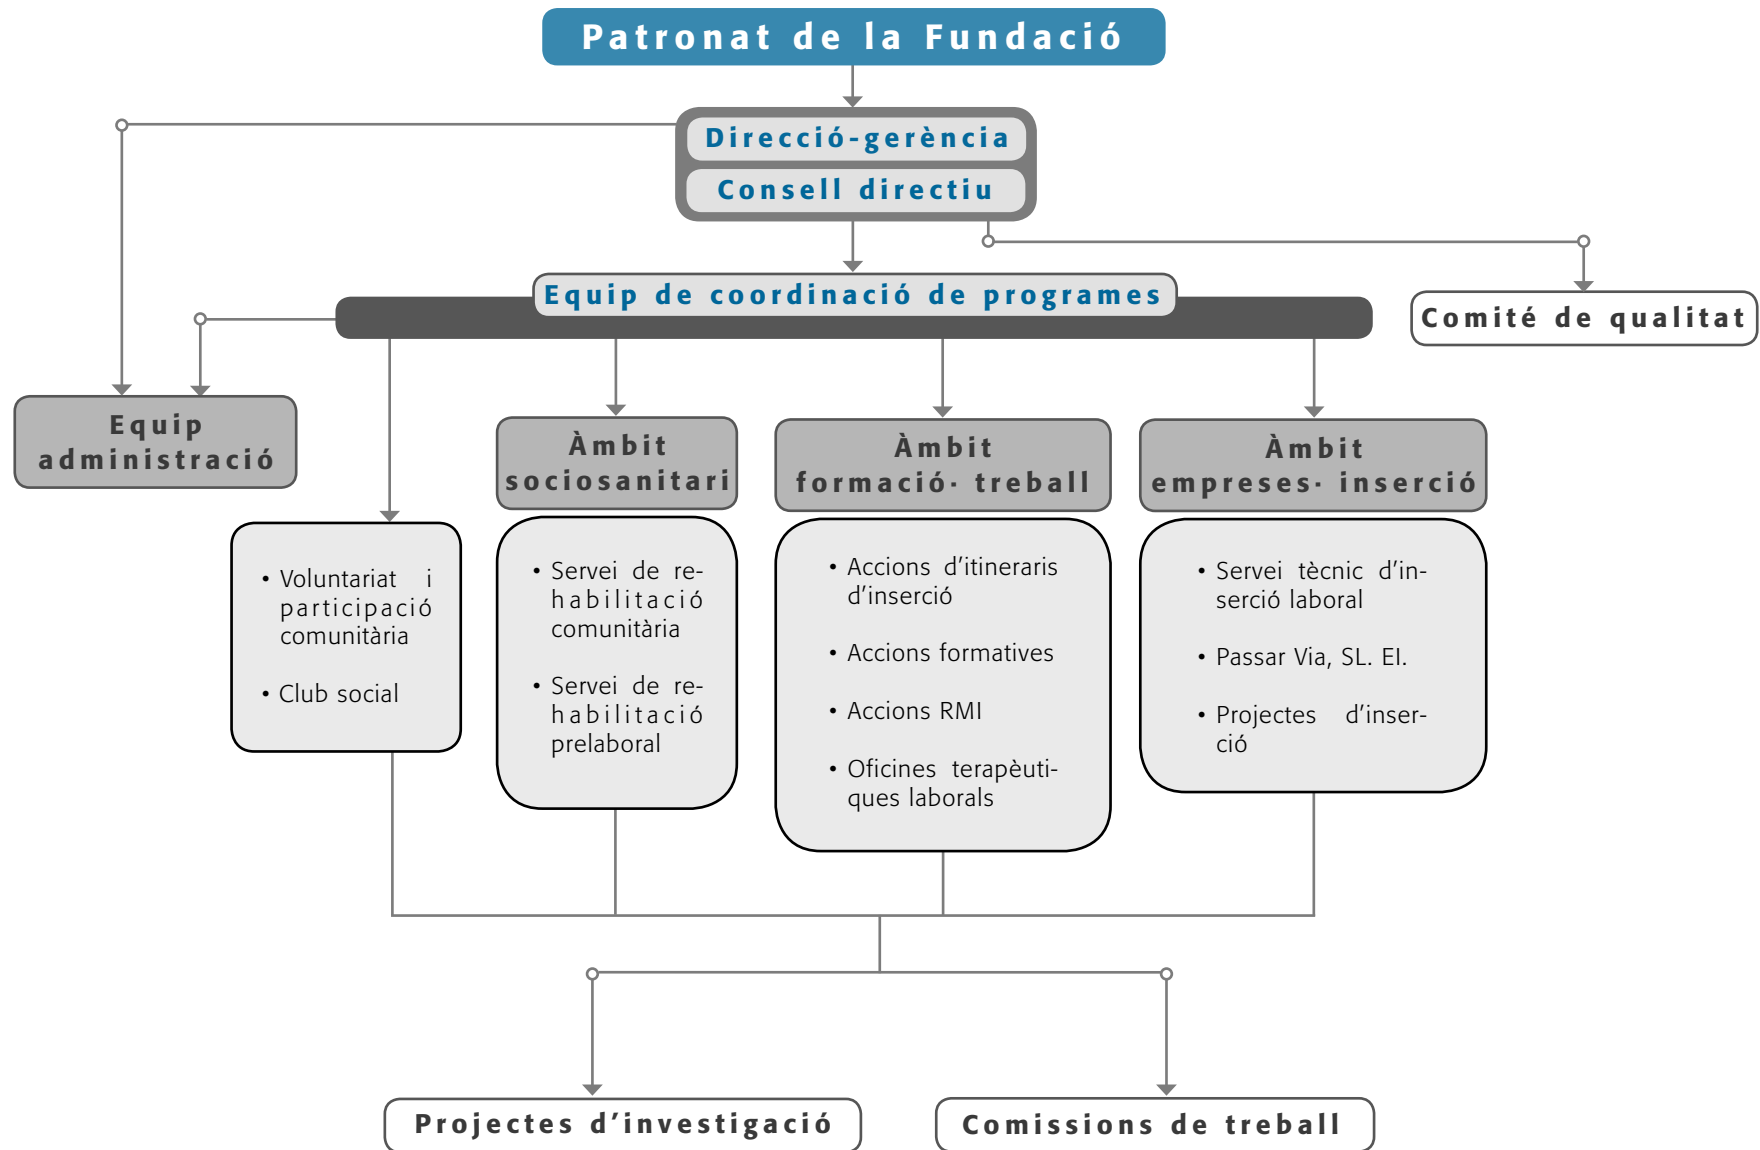 Patronat de la Fundació
Direcció-gerència
Consell directiu
Equip de coordinació de programes
Comité de qualitat
Equip
administració
Àmbit
sociosanitari
Àmbit
formació· treball
Àmbit
empreses· inserció
• Voluntariat i
participació
comunitària
• Club social
• Servei de re-
habilitació
comunitària
• Servei de re-
habilitació
prelaboral
• Accions d'itineraris
d'inserció
• Accions formatives
• Accions RMI
• Oficines terapèuti-
ques laborals
• Servei tècnic d'in-
serció laboral
• Passar Via, SL. EI.
• Projectes d'inser-
ció
Projectes d'investigació
Comissions de treball